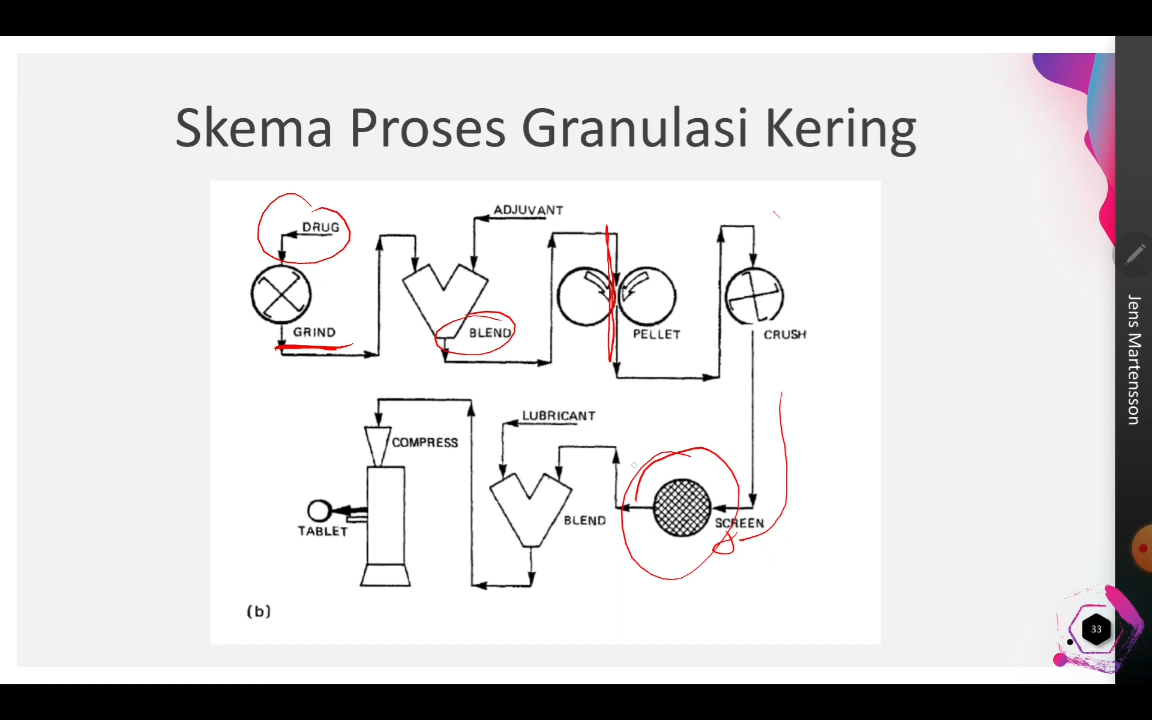 Skema Proses Granulasi Kering
DRUG
ADJUVANT
GRIND
BLEND
PELLET
CRUSH
LUBRICANT
COMPRESS
BLEND
SCREEN
TABLET
(b)
Jens Martensson
33